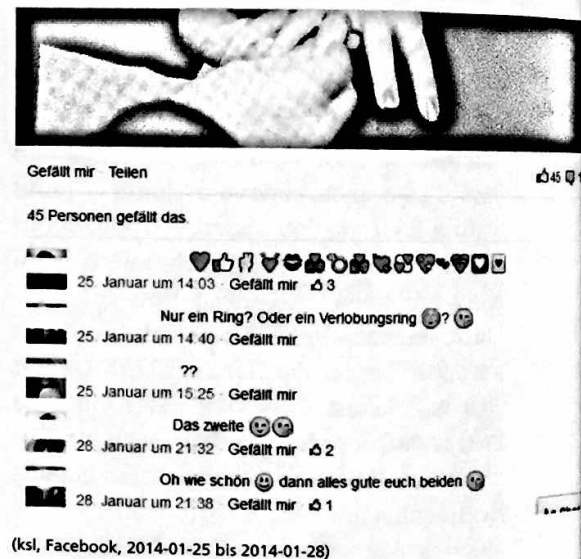 Gefällt mir · Teilen 45
45 Personen gefällt das.
25. Januar um 14:03 · Gefällt mir · 3
Nur ein Ring? Oder ein Verlobungsring ?
25. Januar um 14:40 · Gefällt mir
??
25. Januar um 15:25 · Gefällt mir
Das zweite
28. Januar um 21:32 · Gefällt mir · 2
Oh wie schön dann alles gute euch beiden
28. Januar um 21:38 · Gefällt mir · 1
(ksl, Facebook, 2014-01-25 bis 2014-01-28)